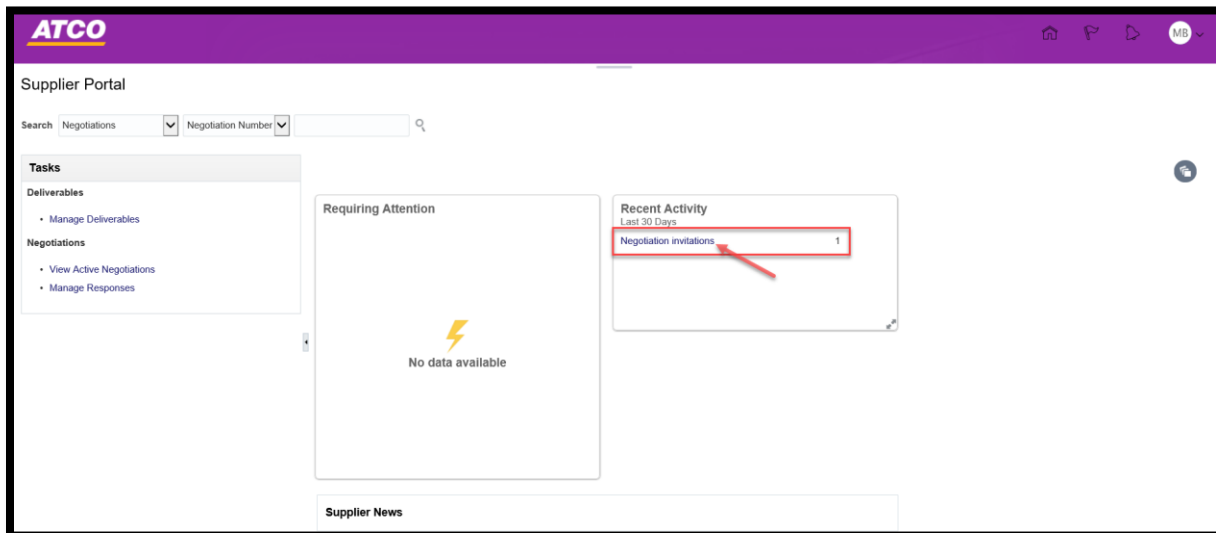 ATCO
MB
Supplier Portal
Search Negotiations Negotiation Number
Tasks
Deliverables
Manage Deliverables
Negotiations
View Active Negotiations
Manage Responses
Requiring Attention
No data available
Recent Activity
Last 30 Days
Negotiation invitations 1
Supplier News